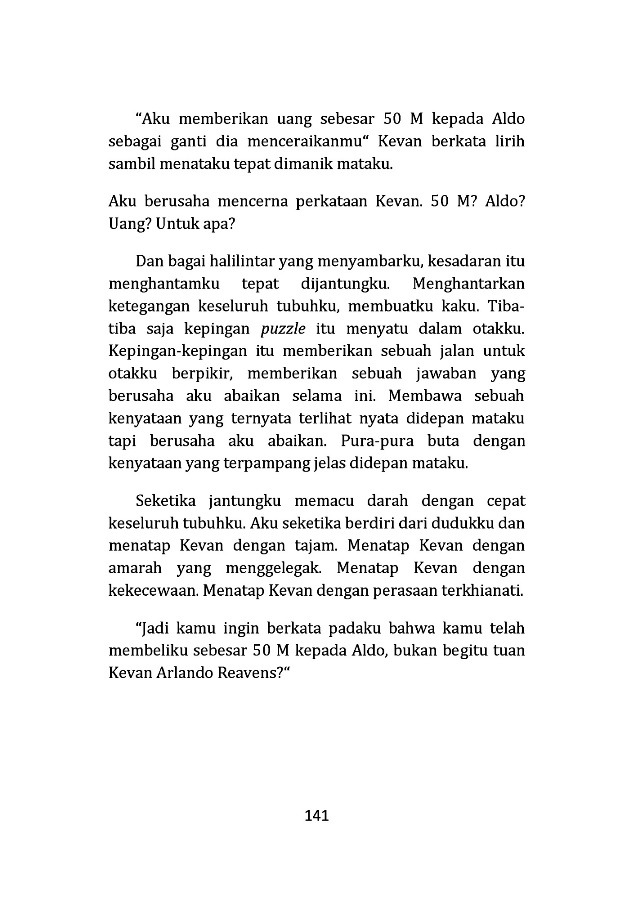 “Aku memberikan uang sebesar 50 M kepada Aldo
sebagai ganti dia menceraikanmu“ Kevan berkata lirih
sambil menataku tepat dimanik mataku.
Aku berusaha mencerna perkataan Kevan. 50 M? Aldo?
Uang? Untuk apa?
Dan bagai halilintar yang menyambarku, kesadaran itu
menghantamku tepat dijantungku. Menghantarkan
ketegangan keseluruh tubuhku, membuatku kaku. Tiba-
tiba saja kepingan puzzle itu menyatu dalam otakku.
Kepingan-kepingan itu memberikan sebuah jalan untuk
otakku berpikir, memberikan sebuah jawaban yang
berusaha aku abaikan selama ini. Membawa sebuah
kenyataan yang ternyata terlihat nyata didepan mataku
tapi berusaha aku abaikan. Pura-pura buta dengan
kenyataan yang terpampang jelas didepan mataku.
Seketika jantungku memacu darah dengan cepat
keseluruh tubuhku. Aku seketika berdiri dari dudukku dan
menatap Kevan dengan tajam. Menatap Kevan dengan
amarah yang menggelegak. Menatap Kevan dengan
kekecewaan. Menatap Kevan dengan perasaan terkhianati.
“Jadi kamu ingin berkata padaku bahwa kamu telah
membeliku sebesar 50 M kepada Aldo, bukan begitu tuan
Kevan Arlando Reavens?“
141